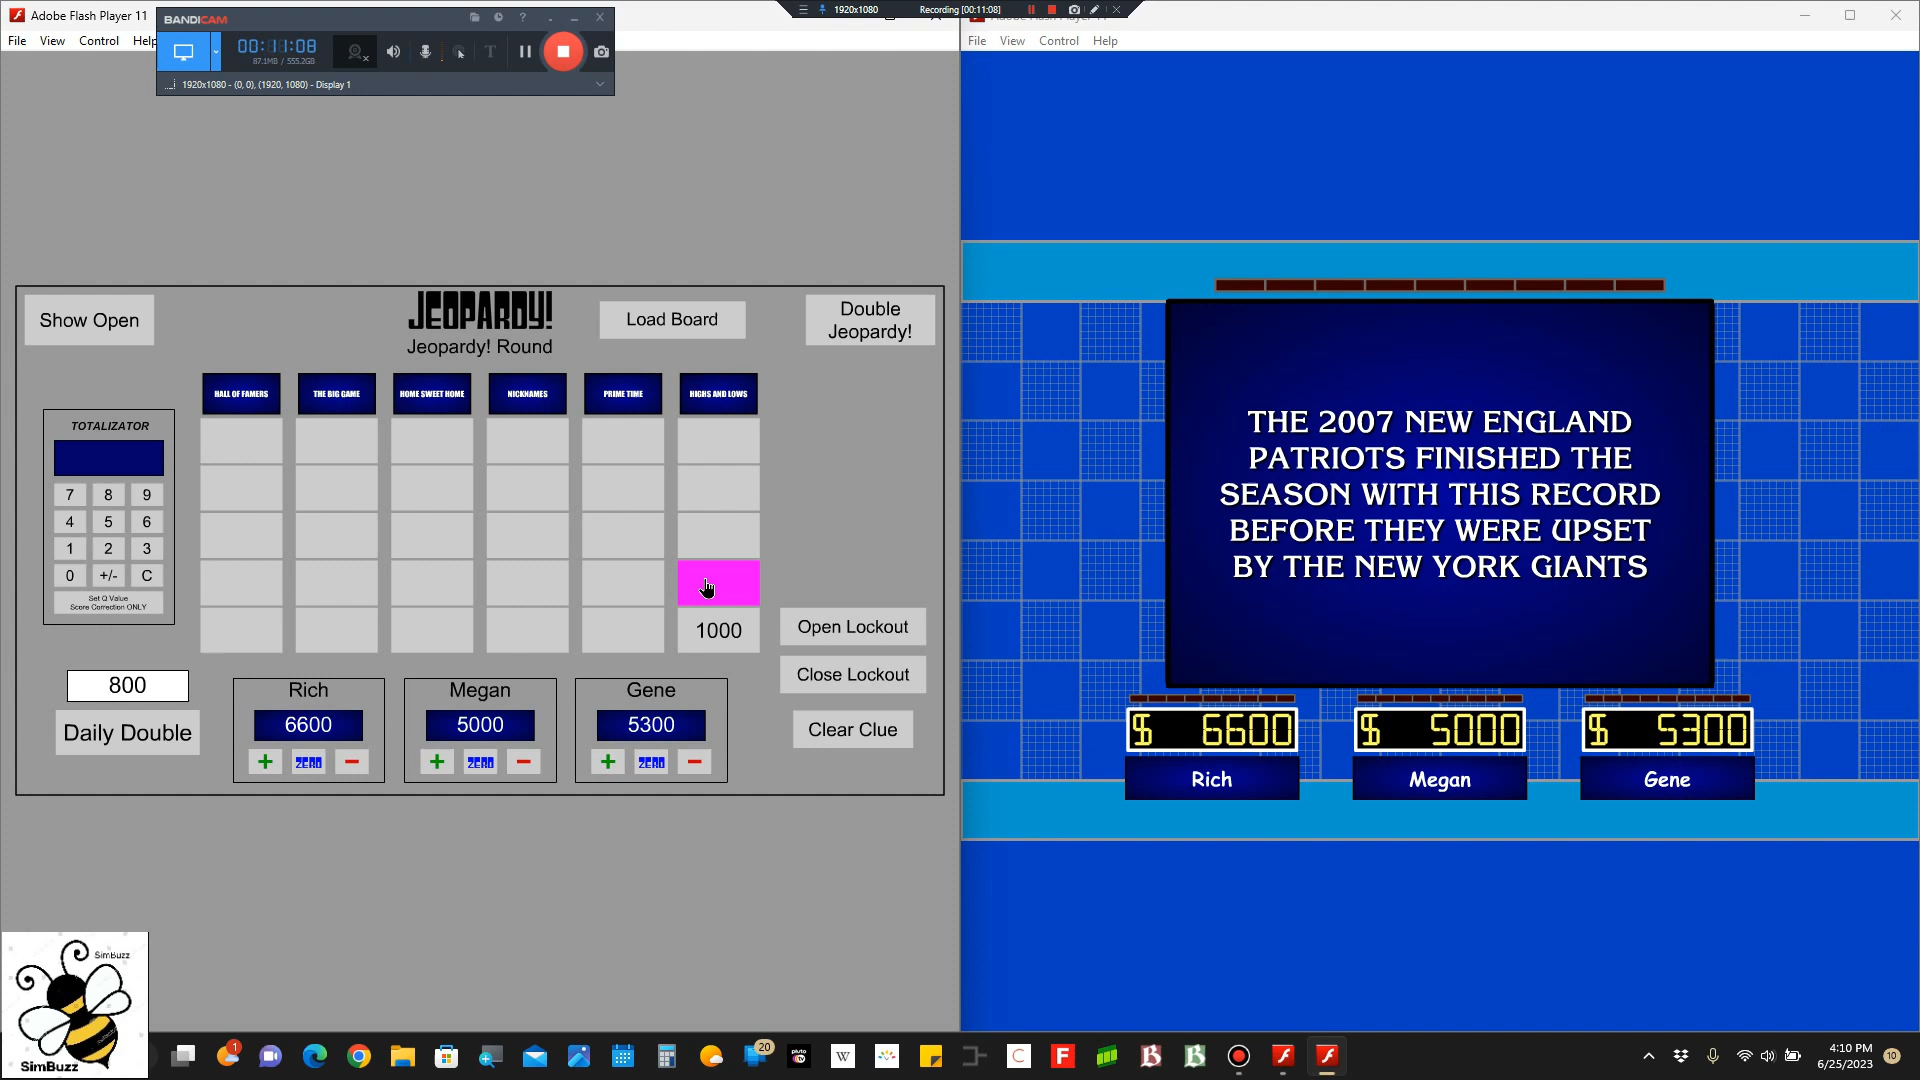 Adobe Flash Player 11
File View Control Help
BANDICAM
00:11:08
87.1MB / 555.2GB
1920x1080 - (0, 0), (1920, 1080) - Display 1
1920x1080
Recording [00:11:08]
File View Control Help
Show Open
JEOPARDY!
Jeopardy! Round
Load Board
Double
Jeopardy!
HALL OF FAMERS
THE BIG GAME
HOME SWEET HOME
NICKNAMES
PRIME TIME
HIGHS AND LOWS
TOTALIZATOR
7 8 9
4 5 6
1 2 3
0 +/- C
Set Q Value
Score Correction ONLY
1000
Open Lockout
Close Lockout
Clear Clue
800
Daily Double
Rich
6600
+ ZERO −
Megan
5000
+ ZERO −
Gene
5300
+ ZERO −
THE 2007 NEW ENGLAND
PATRIOTS FINISHED THE
SEASON WITH THIS RECORD
BEFORE THEY WERE UPSET
BY THE NEW YORK GIANTS
$ 6600
$ 5000
$ 5300
Rich
Megan
Gene
SimBuzz
SimBuzz
1
20
pluto tv
W
C
F
B
B
4:10 PM
6/25/2023
10